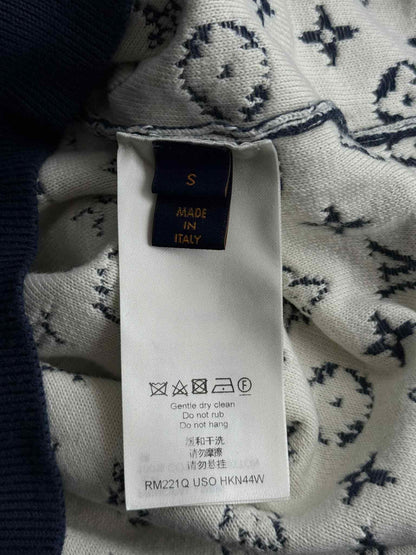 S
MADE
IN
ITALY
F
Gentle dry clean
Do not rub
Do not hang
缓和干洗
请勿摩擦
请勿悬挂
RM221Q USO HKN44W